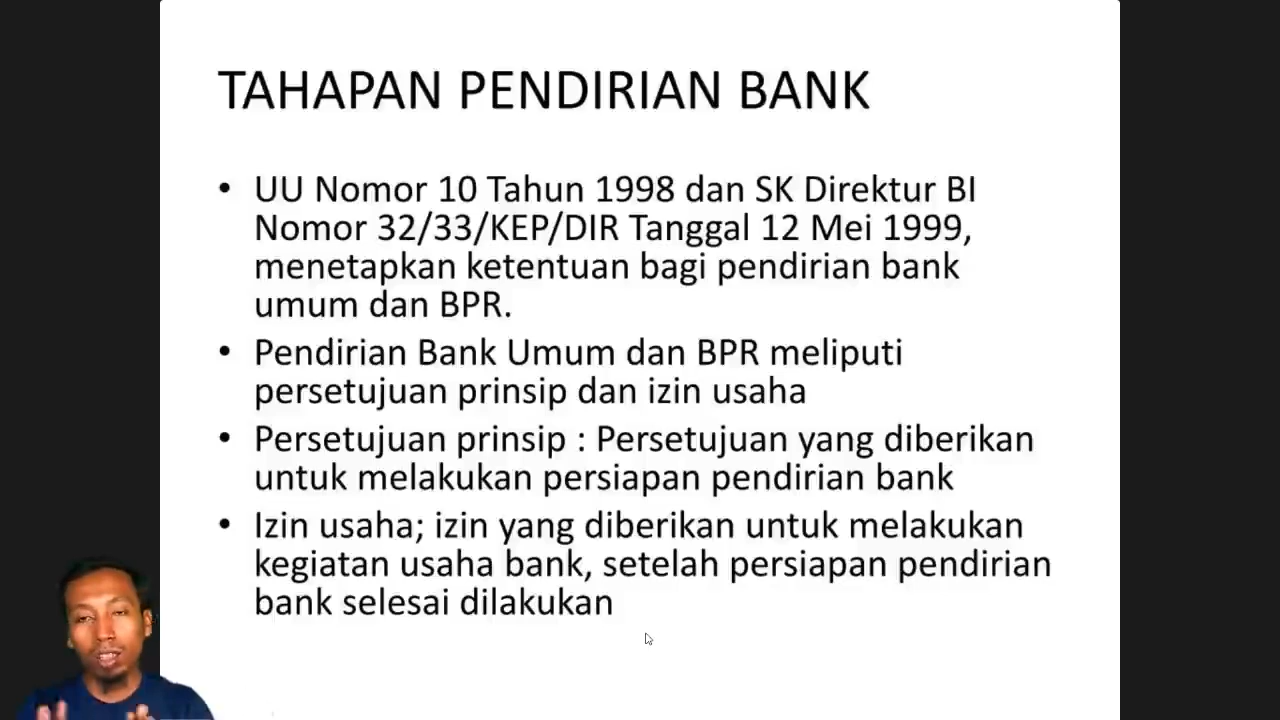 TAHAPAN PENDIRIAN BANK
• UU Nomor 10 Tahun 1998 dan SK Direktur BI
Nomor 32/33/KEP/DIR Tanggal 12 Mei 1999,
menetapkan ketentuan bagi pendirian bank
umum dan BPR.
• Pendirian Bank Umum dan BPR meliputi
persetujuan prinsip dan izin usaha
• Persetujuan prinsip : Persetujuan yang diberikan
untuk melakukan persiapan pendirian bank
• Izin usaha; izin yang diberikan untuk melakukan
kegiatan usaha bank, setelah persiapan pendirian
bank selesai dilakukan